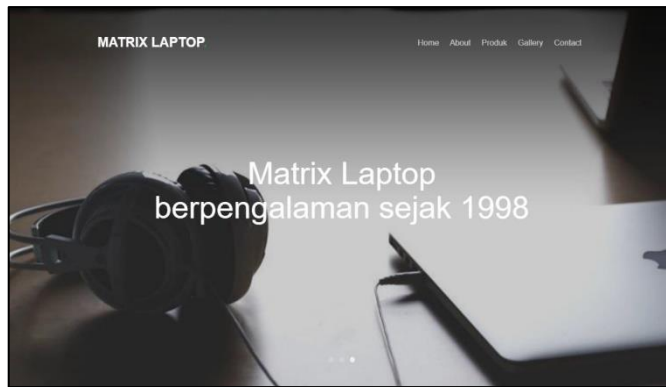 MATRIX LAPTOP
Home About Produk Gallery Contact
Matrix Laptop
berpengalaman sejak 1998